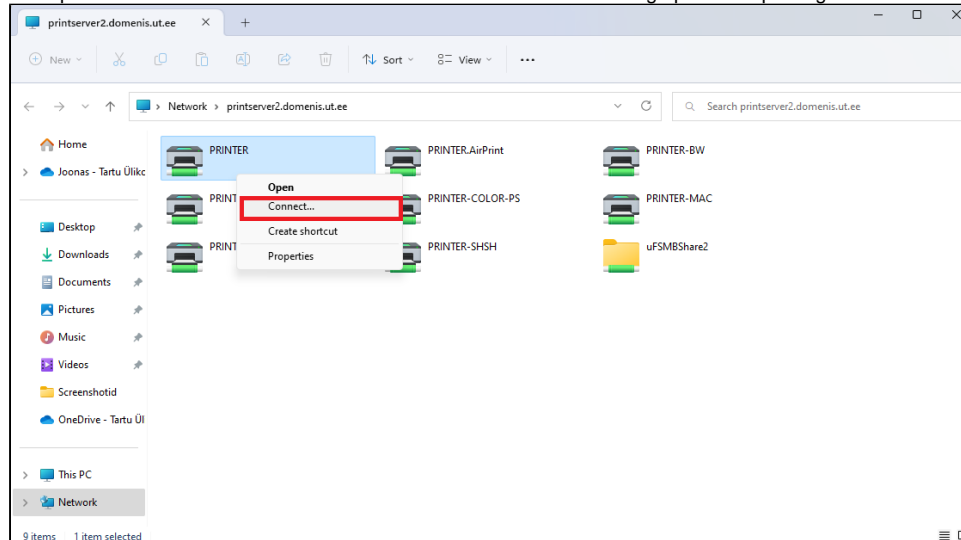 printserver2.domenis.ut.ee
New
Sort
View
Network > printserver2.domenis.ut.ee
Search printserver2.domenis.ut.ee
Home
Joonas - Tartu Üliko
Desktop
Downloads
Documents
Pictures
Music
Videos
Screenshotid
OneDrive - Tartu Ül
This PC
Network
PRINTER
PRINTER.AirPrint
PRINTER-BW
PRINT
PRINTER-COLOR-PS
PRINTER-MAC
PRINT
PRINTER-SHSH
uFSMBShare2
Open
Connect...
Create shortcut
Properties
9 items
1 item selected